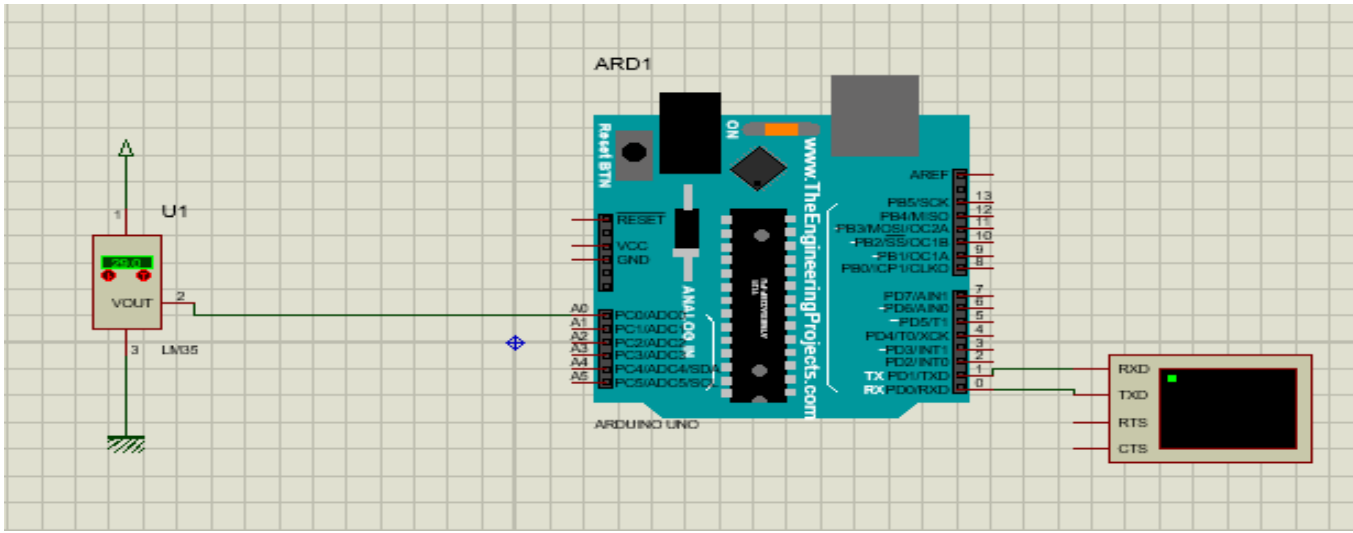 ARD1
ON
Reset BTN
www.TheEngineeringProjects.com
1
U1
29.0
VOUT
2
3
LM35
RESET
VCC
GND
ANALOG IN
A0
PC0/ADC0
A1
PC1/ADC1
A2
PC2/ADC2
A3
PC3/ADC3
A4
PC4/ADC4/SDA
A5
PC5/ADC5/SCL
AREF
13
PB5/SCK
12
PB4/MISO
11
~PB3/MOSI/OC2A
10
~PB2/SS/OC1B
9
~PB1/OC1A
8
PB0/ICP1/CLKO
7
PD7/AIN1
6
~PD6/AIN0
5
~PD5/T1
4
PD4/T0/XCK
3
~PD3/INT1
2
PD2/INT0
1
TX PD1/TXD
0
RX PD0/RXD
ARDUINO UNO
RXD
TXD
RTS
CTS